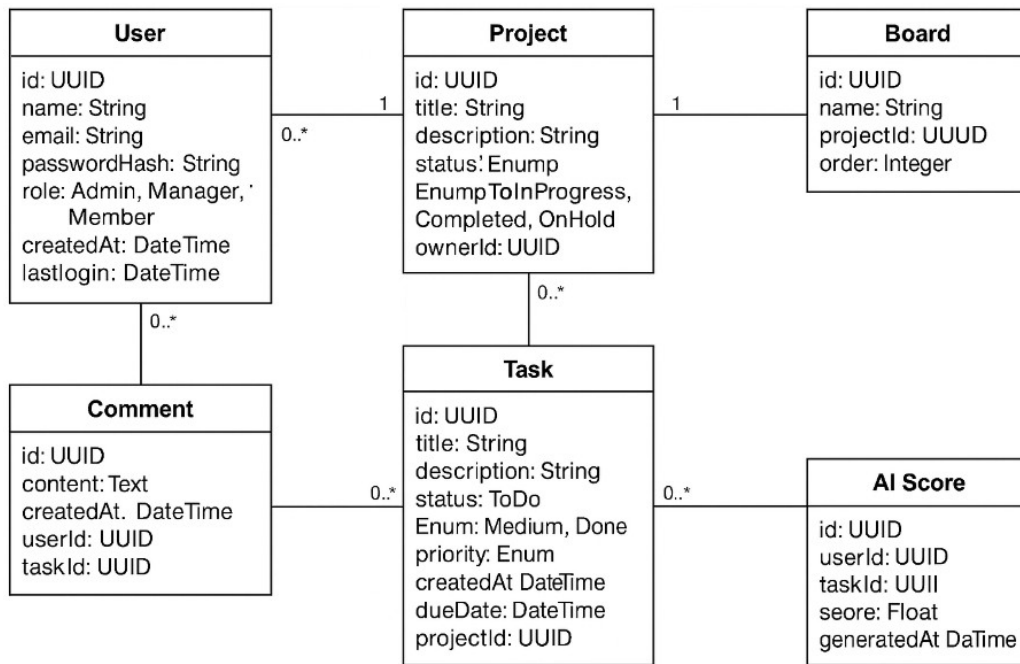 User
id: UUID
name: String
email: String
passwordHash: String
role: Admin, Manager,
Member
createdAt: DateTime
lastlogin: DateTime
0..*
1
Project
id: UUID
title: String
description: String
status: Enump
EnumpToInProgress,
Completed, OnHold
ownerId: UUID
1
Board
id: UUID
name: String
projectId: UUUD
order: Integer
0..*
0..*
Comment
id: UUID
content: Text
createdAt. DateTime
userId: UUID
taskId: UUID
0..*
Task
id: UUID
title: String
description: String
status: ToDo
Enum: Medium, Done
priority: Enum
createdAt DateTime
dueDate: DateTime
projectId: UUID
0..*
AI Score
id: UUID
userId: UUID
taskId: UUII
seore: Float
generatedAt DaTime